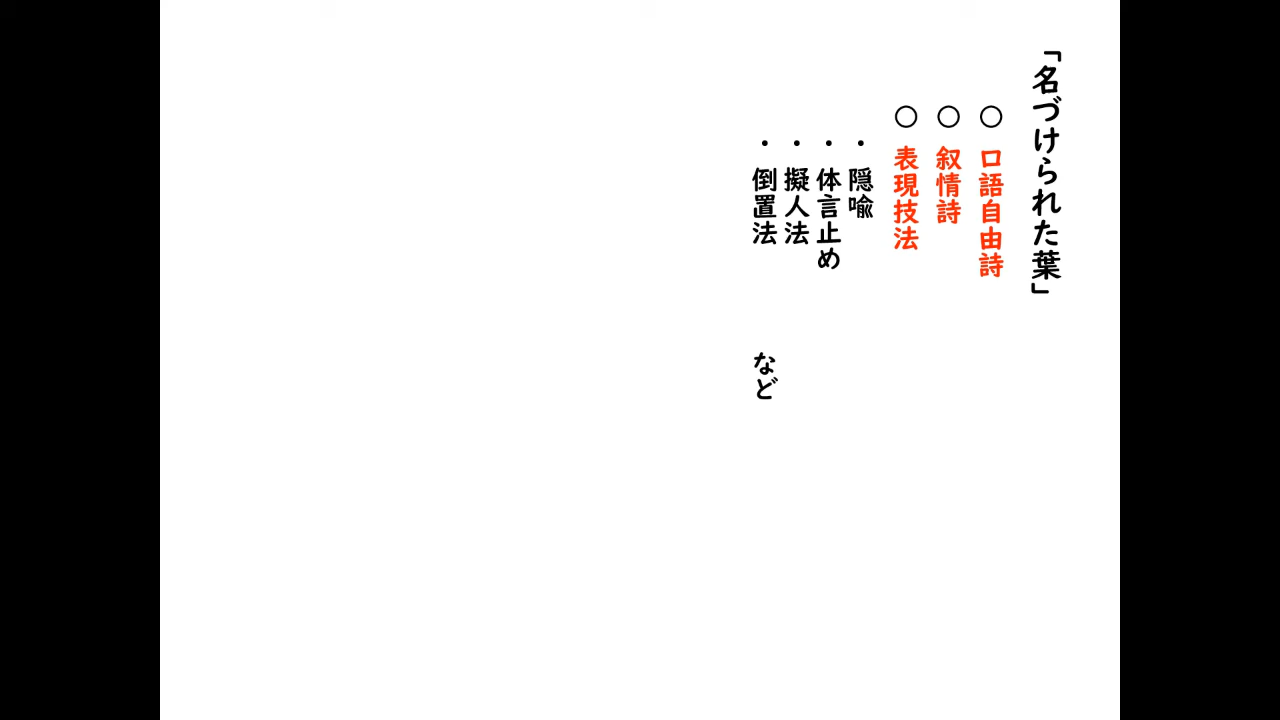 「名づけられた葉」
○ 口語自由詩
○ 叙情詩
○ 表現技法
・ 隠喩
・ 体言止め
・ 擬人法
・ 倒置法 など